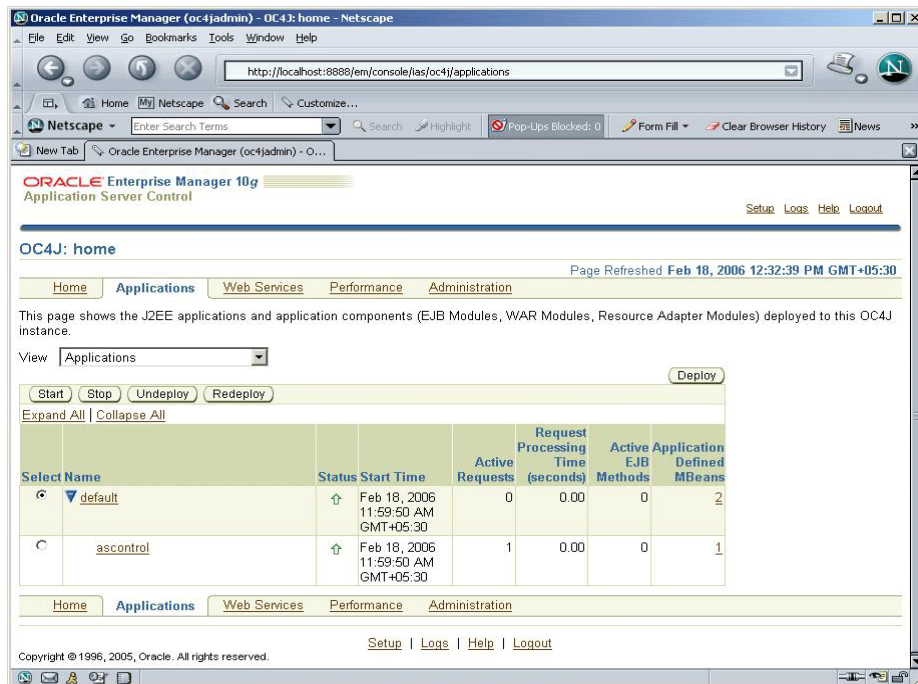 Oracle Enterprise Manager (oc4jadmin) - OC4J: home - Netscape
File Edit View Go Bookmarks Tools Window Help
http://localhost:8888/em/console/ias/oc4j/applications
Home My Netscape Search Customize...
Netscape Enter Search Terms Search Highlight Pop-Ups Blocked: 0 Form Fill Clear Browser History News »
New Tab Oracle Enterprise Manager (oc4jadmin) - O...
ORACLE Enterprise Manager 10g
Application Server Control
Setup Logs Help Logout
OC4J: home
Page Refreshed Feb 18, 2006 12:32:39 PM GMT+05:30
Home Applications Web Services Performance Administration
This page shows the J2EE applications and application components (EJB Modules, WAR Modules, Resource Adapter Modules) deployed to this OC4J
instance.
View Applications
Deploy
Start Stop Undeploy Redeploy
Expand All | Collapse All
Select Name Status Start Time Active Requests Request Processing Time (seconds) Active EJB Methods Application Defined MBeans
default Feb 18, 2006 11:59:50 AM GMT+05:30 0 0.00 0 2
ascontrol Feb 18, 2006 11:59:50 AM GMT+05:30 1 0.00 0 1
Home Applications Web Services Performance Administration
Setup | Logs | Help | Logout
Copyright © 1996, 2005, Oracle. All rights reserved.